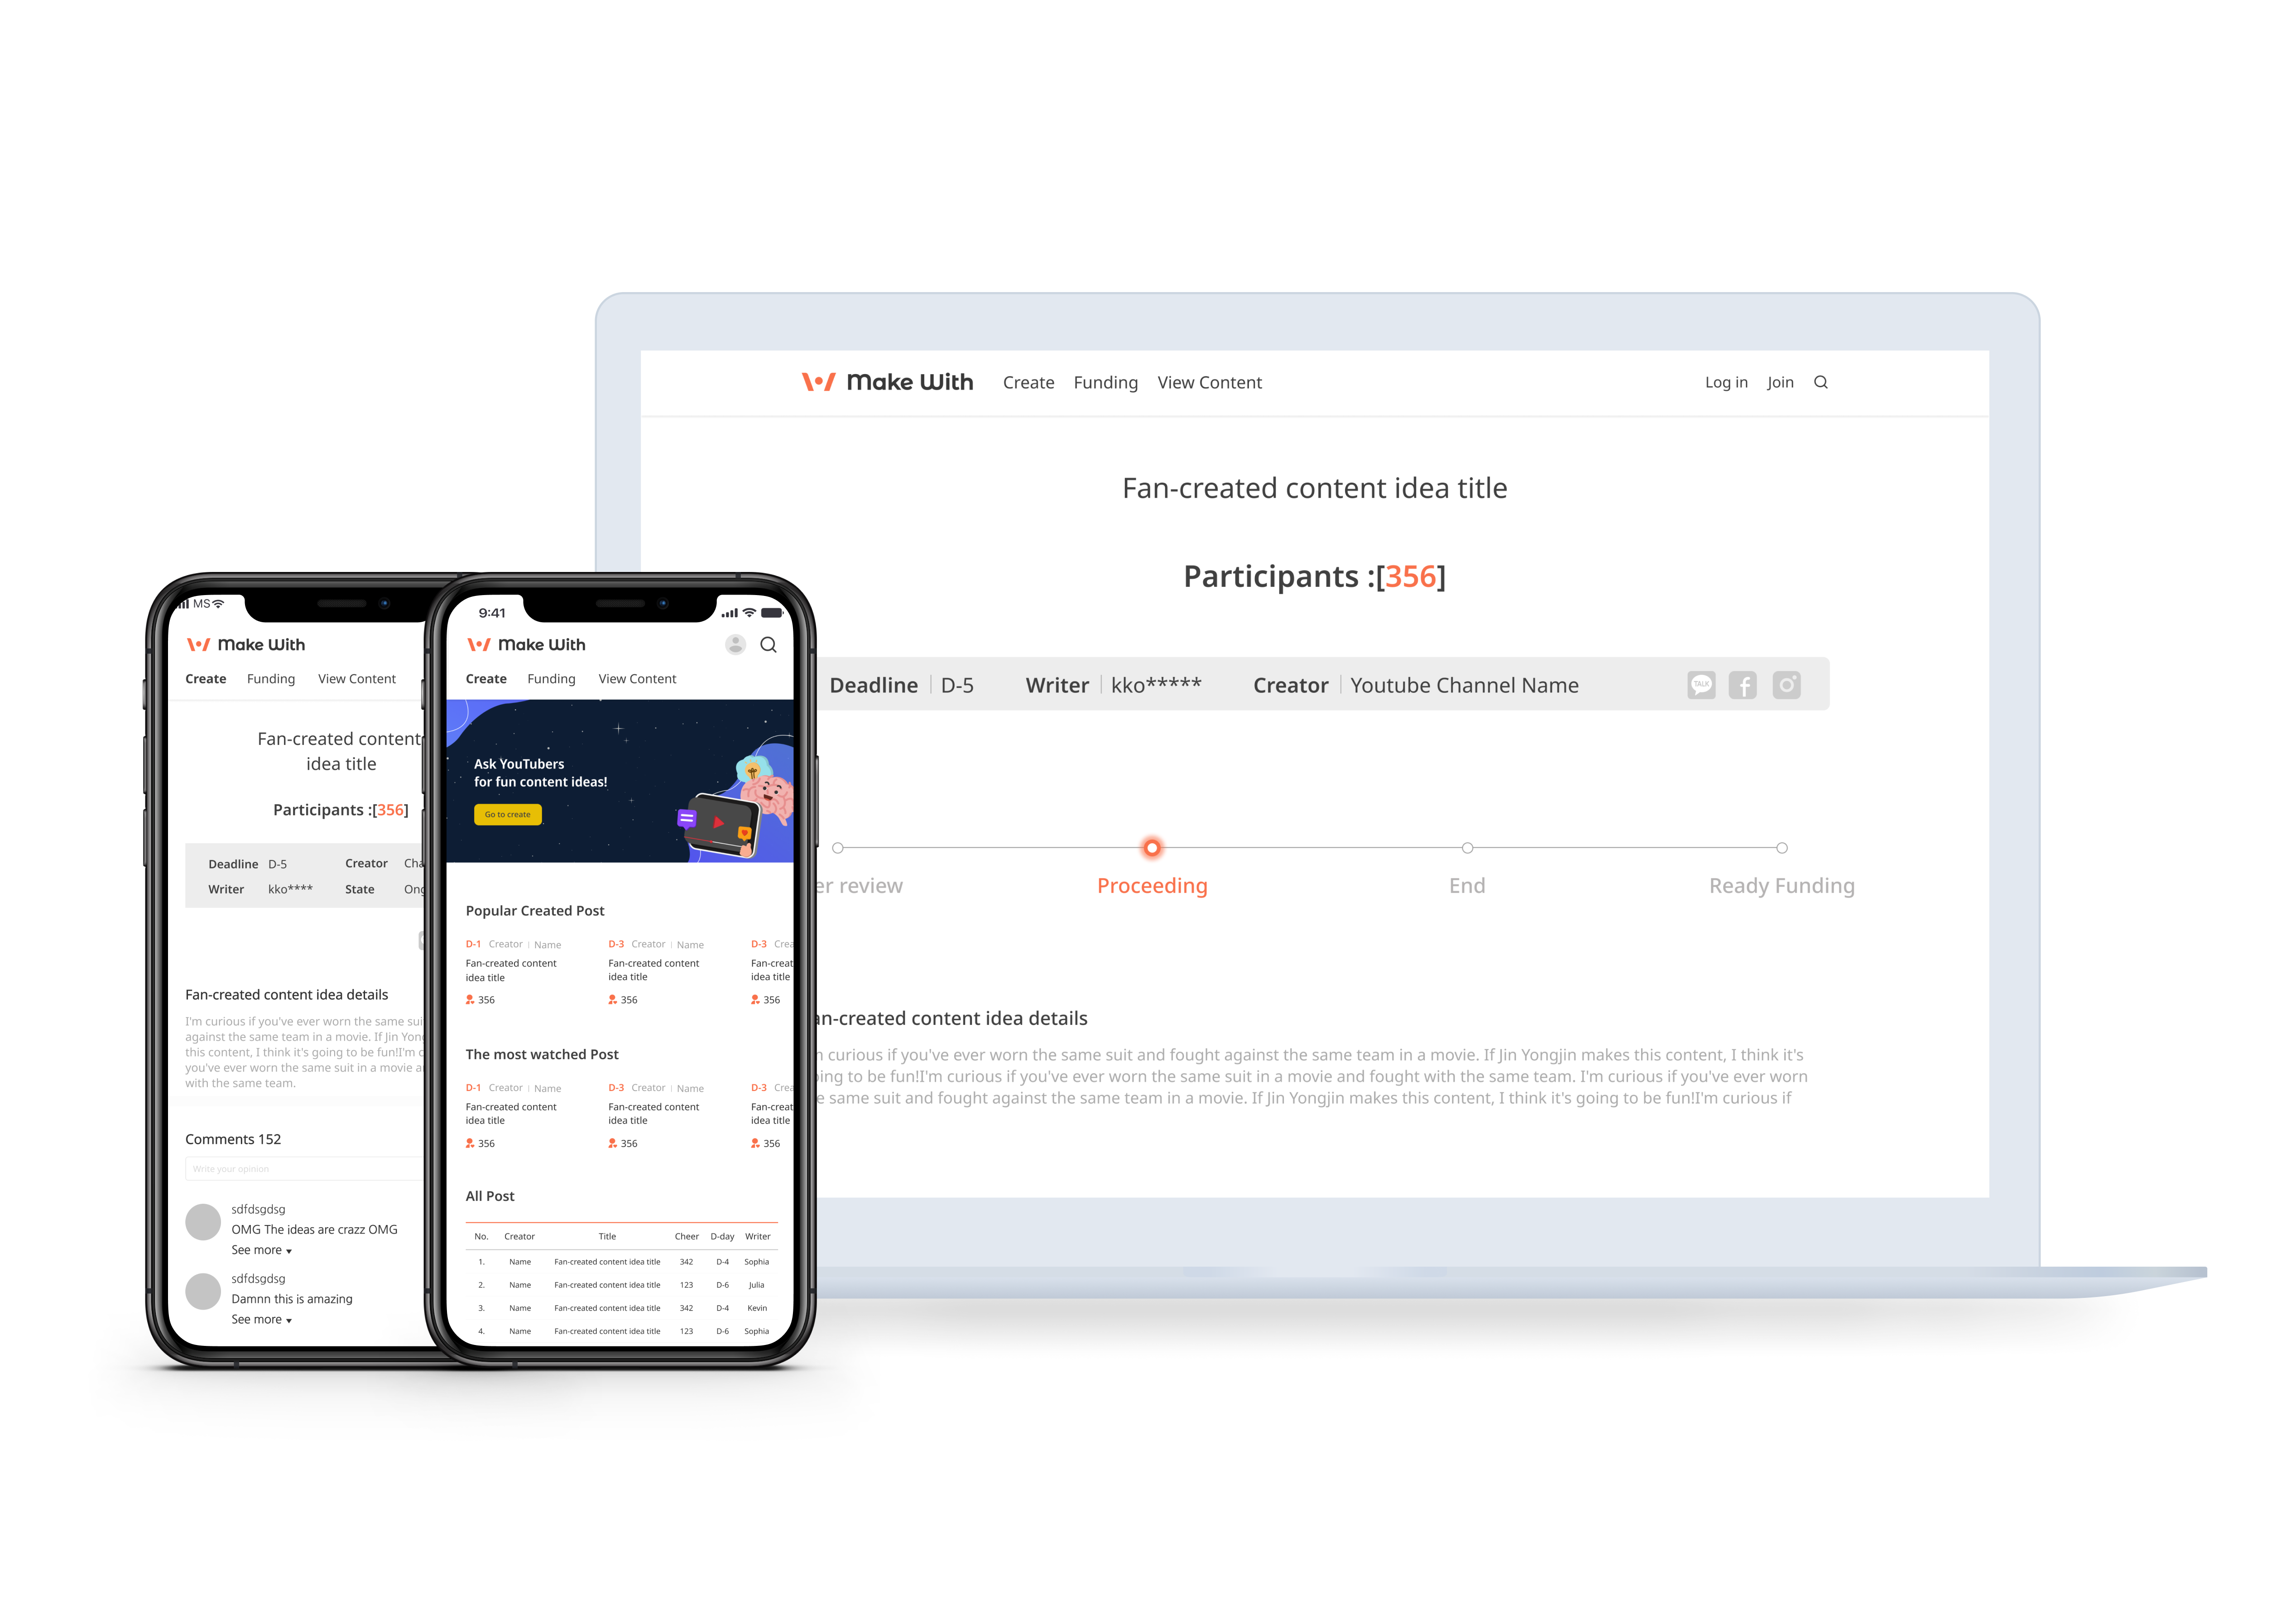 Make With
Create Funding View Content
Log in Join
Fan-created content idea title
Participants :[356]
Deadline D-5 Writer kko***** Creator Youtube Channel Name
TALK
review
Proceeding
End
Ready Funding
content idea details
curious if you've ever worn the same suit and fought against the same team in a movie. If Jin Yongjin makes this content, I think it's
to be fun!I'm curious if you've ever worn the same suit in a movie and fought with the same team. I'm curious if you've ever worn
same suit and fought against the same team in a movie. If Jin Yongjin makes this content, I think it's going to be fun!I'm curious if
MS
Make With
Create Funding View Content
Fan-created content
idea title
Participants :[356]
Deadline D-5 Creator
Writer kko**** State
Fan-created content idea details
I'm curious if you've ever worn the same
against the same team in a movie. If Jin
this content, I think it's going to be fun!I'm
you've ever worn the same suit in a movie
with the same team.
Comments 152
Write your opinion
sdfdsgdsg
OMG The ideas are crazz OMG
See more
sdfdsgdsg
Damnn this is amazing
See more
9:41
Make With
Create Funding View Content
Ask YouTubers
for fun content ideas!
Go to create
Popular Created Post
D-1 Creator Name D-3 Creator Name D-3
Fan-created content Fan-created content
idea title idea title idea title
356 356 356
The most watched Post
D-1 Creator Name D-3 Creator Name D-3
Fan-created content Fan-created content
idea title idea title idea title
356 356 356
All Post
No. Creator Title Cheer D-day Writer
1. Name Fan-created content idea title 342 D-4 Sophia
2. Name Fan-created content idea title 123 D-6 Julia
3. Name Fan-created content idea title 342 D-4 Kevin
4. Name Fan-created content idea title 123 D-6 Sophia